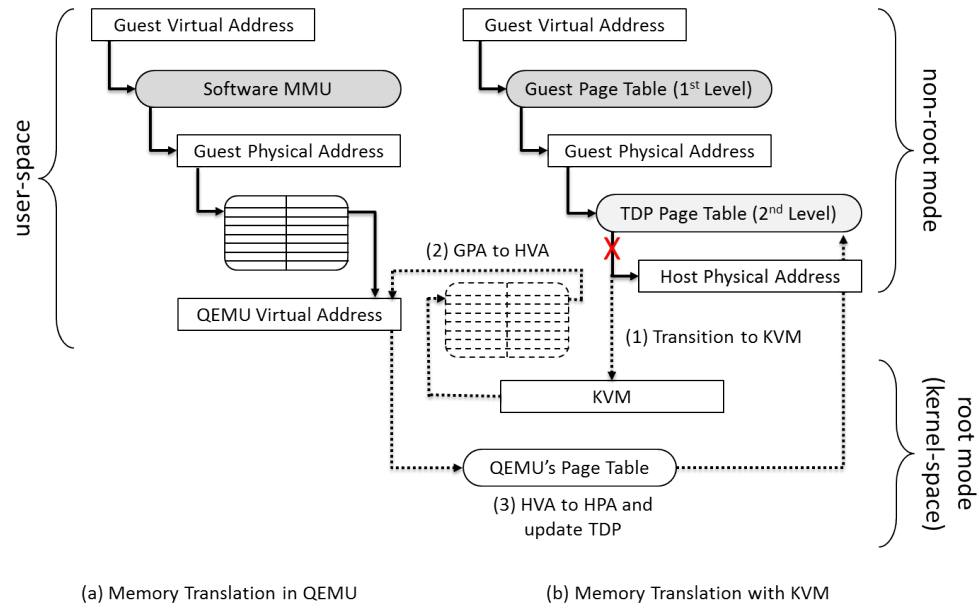 Guest Virtual Address
Software MMU
Guest Physical Address
QEMU Virtual Address
user-space
Guest Virtual Address
Guest Page Table (1st Level)
Guest Physical Address
TDP Page Table (2nd Level)
X
Host Physical Address
non-root mode
(1) Transition to KVM
(2) GPA to HVA
KVM
QEMU's Page Table
(3) HVA to HPA and
update TDP
root mode
(kernel-space)
(a) Memory Translation in QEMU
(b) Memory Translation with KVM